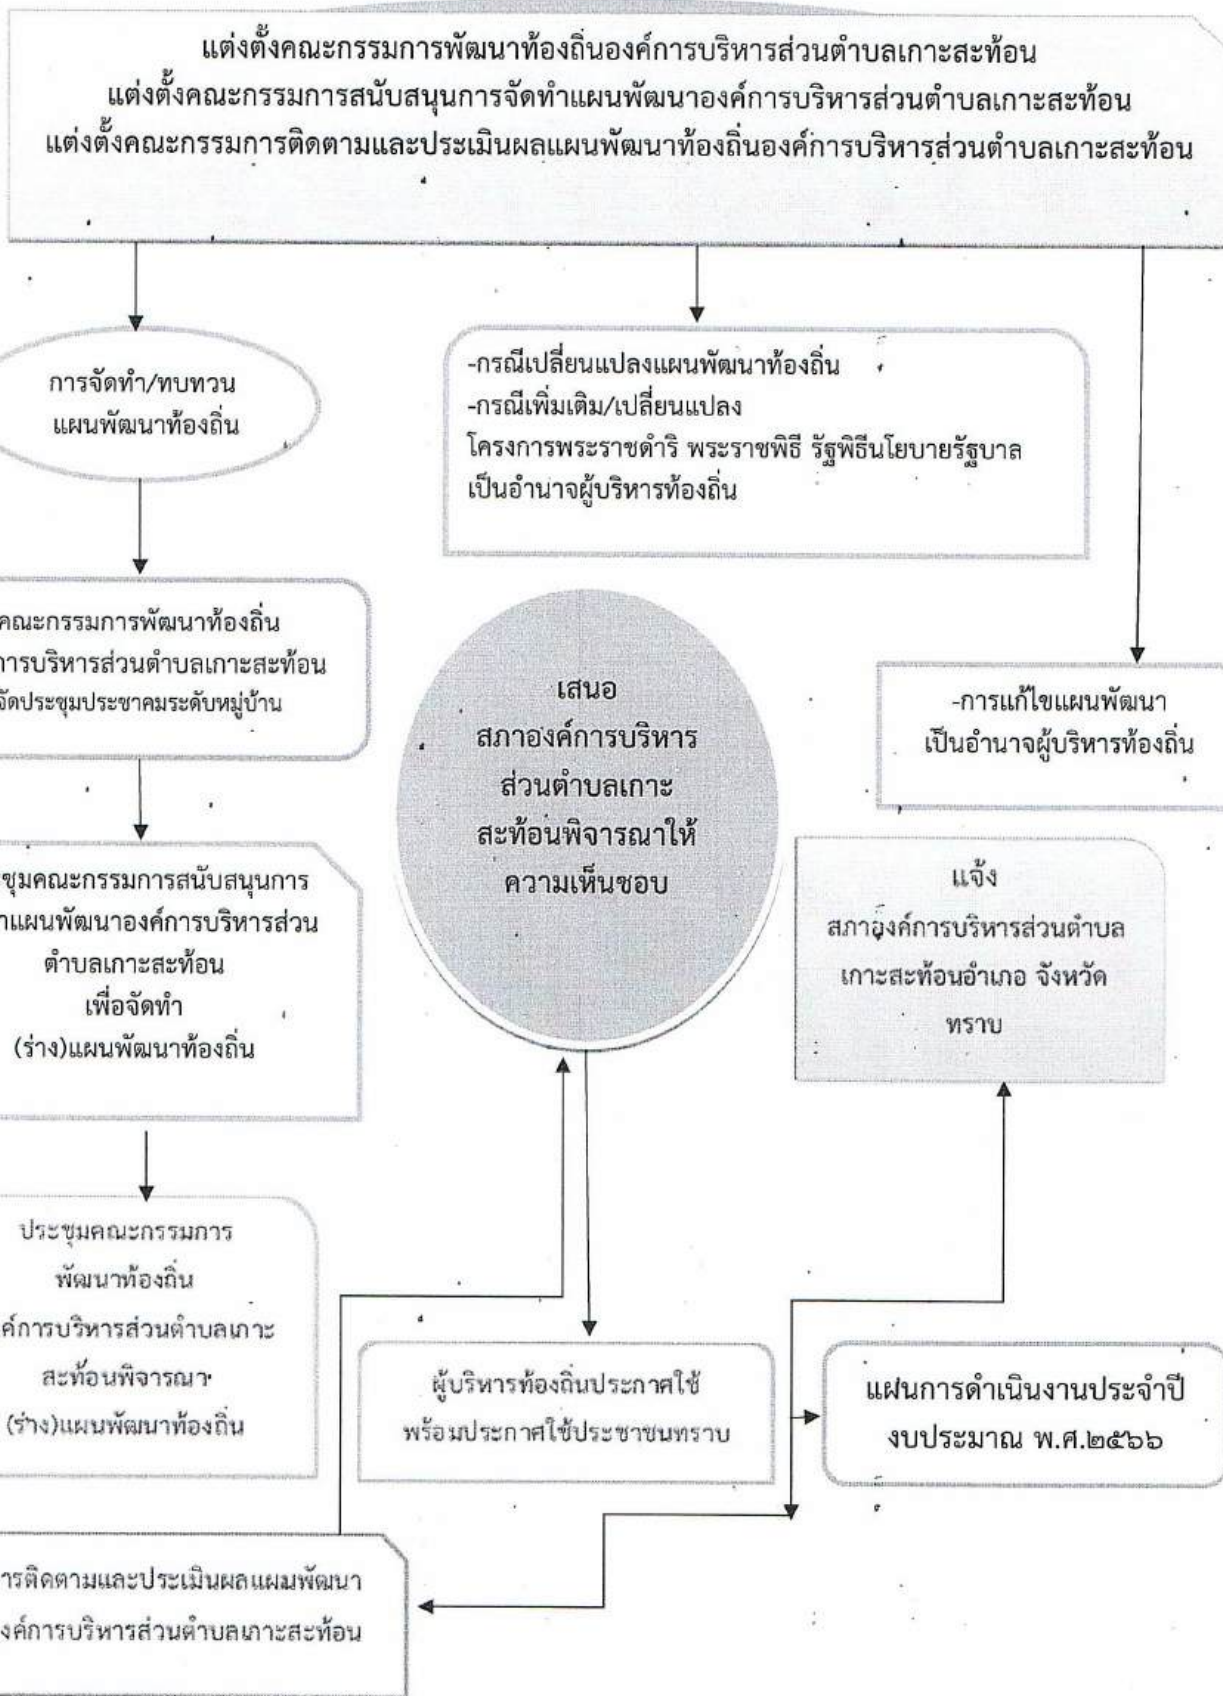 แต่งตั้งคณะกรรมการพัฒนาท้องถิ่นองค์การบริหารส่วนตำบลเกาะสะท้อน
แต่งตั้งคณะกรรมการสนับสนุนการจัดทำแผนพัฒนาองค์การบริหารส่วนตำบลเกาะสะท้อน
แต่งตั้งคณะกรรมการติดตามและประเมินผลแผนพัฒนาท้องถิ่นองค์การบริหารส่วนตำบลเกาะสะท้อน
การจัดทำ/ทบทวน
แผนพัฒนาท้องถิ่น
-กรณีเปลี่ยนแปลงแผนพัฒนาท้องถิ่น
-กรณีเพิ่มเติม/เปลี่ยนแปลง
โครงการพระราชดำริ พระราชพิธี รัฐพิธีนโยบายรัฐบาล
เป็นอำนาจผู้บริหารท้องถิ่น
คณะกรรมการพัฒนาท้องถิ่น
การบริหารส่วนตำบลเกาะสะท้อน
จัดประชุมประชาคมระดับหมู่บ้าน
เสนอ
สภาองค์การบริหาร
ส่วนตำบลเกาะ
สะท้อนพิจารณาให้
ความเห็นชอบ
-การแก้ไขแผนพัฒนา
เป็นอำนาจผู้บริหารท้องถิ่น
ชุมคณะกรรมการสนับสนุนการ
แผนพัฒนาองค์การบริหารส่วน
ตำบลเกาะสะท้อน
เพื่อจัดทำ
(ร่าง)แผนพัฒนาท้องถิ่น
แจ้ง
สภาองค์การบริหารส่วนตำบล
เกาะสะท้อนอำเภอ จังหวัด
ทราบ
ประชุมคณะกรรมการ
พัฒนาท้องถิ่น
ค์การบริหารส่วนตำบลเกาะ
สะท้อนพิจารณา
(ร่าง)แผนพัฒนาท้องถิ่น
ผู้บริหารท้องถิ่นประกาศใช้
พร้อมประกาศใช้ประชาชนทราบ
แผนการดำเนินงานประจำปี
งบประมาณ พ.ศ.๒๕๖๖
ารติดตามและประเมินผลแผนพัฒนา
งค์การบริหารส่วนตำบลเกาะสะท้อน